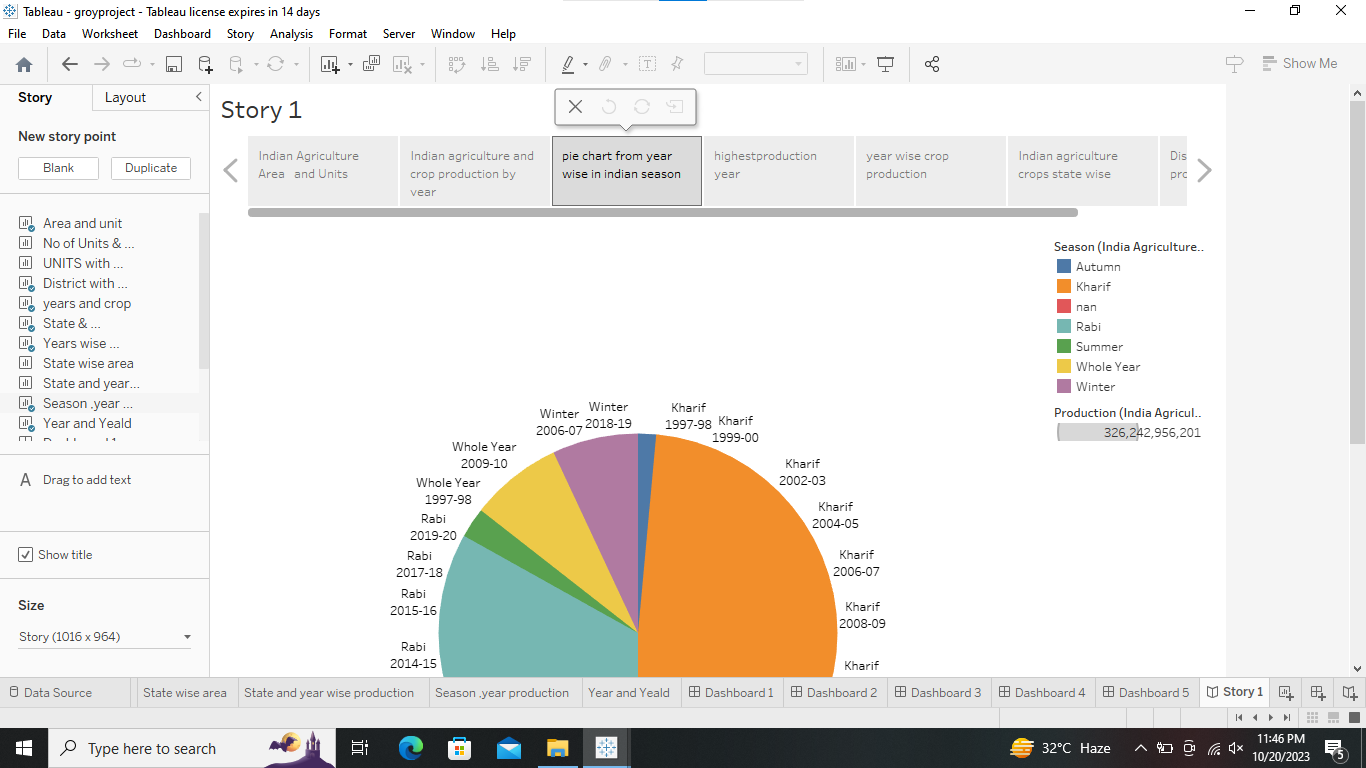 Tableau - groyproject - Tableau license expires in 14 days
File Data Worksheet Dashboard Story Analysis Format Server Window Help
Show Me
Story Layout
New story point
Blank Duplicate
Area and unit
No of Units & ...
UNITS with ...
District with ...
years and crop
State & ...
Years wise ...
State wise area
State and year...
Season ,year ...
Year and Yeald
A Drag to add text
Show title
Size
Story (1016 x 964)
Story 1
Indian Agriculture
Area and Units
Indian agriculture and
crop production by
year
pie chart from year
wise in indian season
highestproduction
year
year wise crop
production
Indian agriculture
crops state wise
Dis
pro
Season (India Agriculture..
Autumn
Kharif
nan
Rabi
Summer
Whole Year
Winter
Production (India Agricul..
326,242,956,201
Winter
2006-07
Winter
2018-19
Kharif
1997-98
Kharif
1999-00
Whole Year
2009-10
Kharif
2002-03
Whole Year
1997-98
Kharif
2004-05
Rabi
2019-20
Kharif
2006-07
Rabi
2017-18
Rabi
2015-16
Kharif
2008-09
Rabi
2014-15
Kharif
Data Source State wise area State and year wise production Season ,year production Year and Yeald Dashboard 1 Dashboard 2 Dashboard 3 Dashboard 4 Dashboard 5 Story 1
Type here to search
32°C Haze
11:46 PM
10/20/2023
5